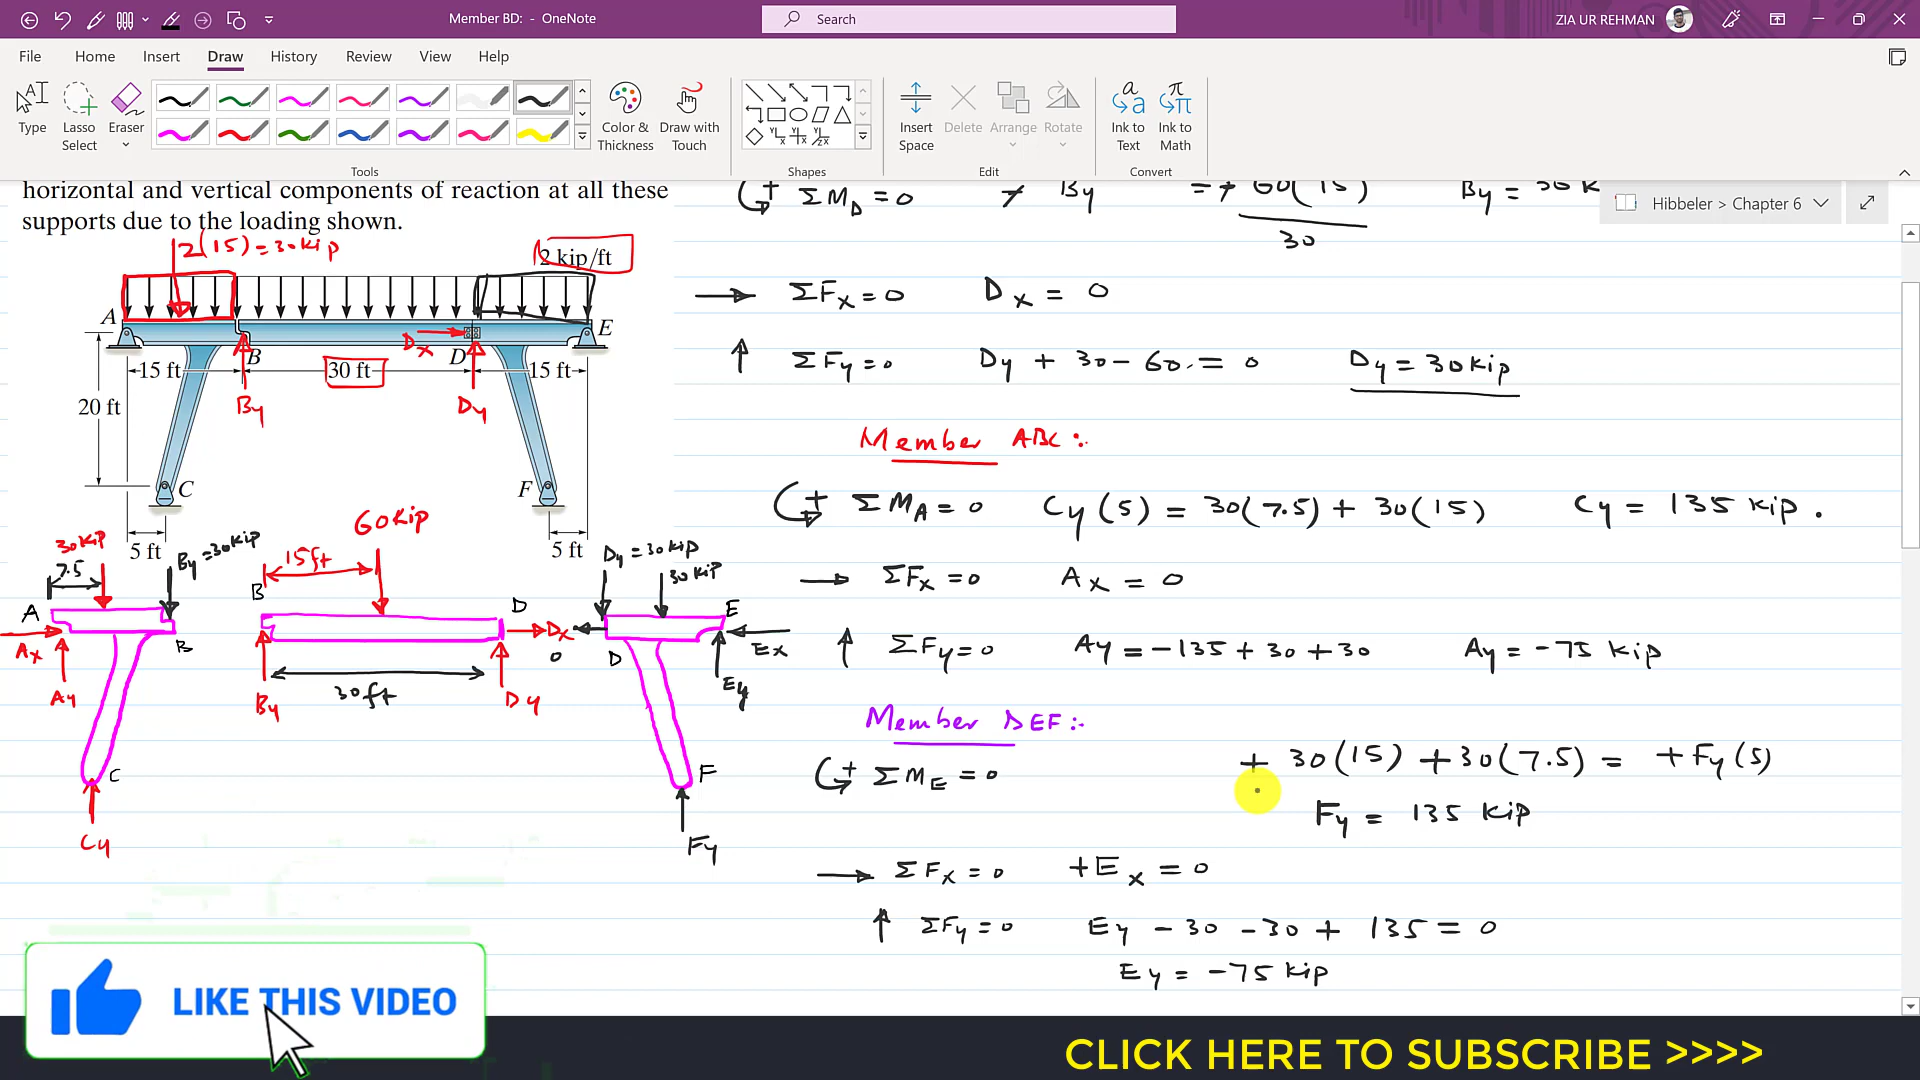 Member BD: - OneNote
Search
ZIA UR REHMAN
File Home Insert Draw History Review View Help
Type
Lasso Select
Eraser
Color & Thickness
Draw with Touch
Insert Space
Delete
Arrange
Rotate
Ink to Text
Ink to Math
Tools
Shapes
Edit
Convert
Hibbeler > Chapter 6
horizontal and vertical components of reaction at all these
supports due to the loading shown.
2(15) = 30 kip
2 kip/ft
A
E
B
D
Dx
15 ft
30 ft
15 ft
20 ft
By
Dy
C
F
5 ft
5 ft
30 kip
7.5
By = 30 kip
A
B
Ax
Ay
C
Cy
60 kip
15 ft
B
D
Dx
0
By
30 ft
Dy
Dy = 30 kip
30 kip
E
D
Ex
Ey
F
Fy
ΣM_D = 0 By = 60(15)
30
ΣFx = 0 Dx = 0
ΣFy = 0 Dy + 30 - 60 = 0 Dy = 30 kip
Member ABC :
ΣM_A = 0 Cy (5) = 30(7.5) + 30(15) Cy = 135 kip .
ΣFx = 0 Ax = 0
ΣFy = 0 Ay = -135 + 30 + 30 Ay = -75 kip
Member DEF :-
ΣM_E = 0 + 30(15) + 30(7.5) = + Fy (5)
Fy = 135 kip
ΣFx = 0 + Ex = 0
ΣFy = 0 Ey - 30 - 30 + 135 = 0
Ey = -75 kip
LIKE THIS VIDEO
CLICK HERE TO SUBSCRIBE >>>>